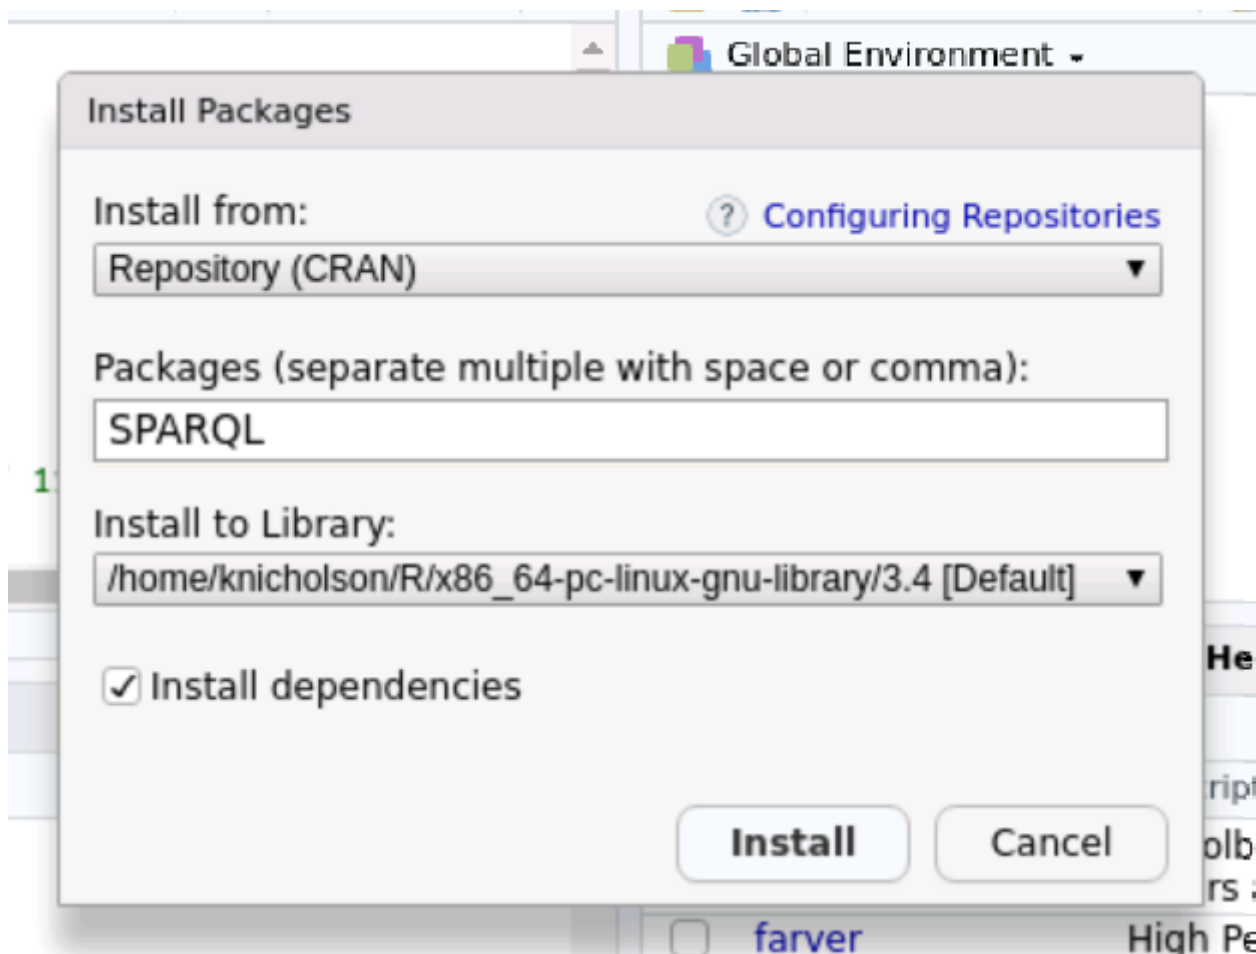 Global Environment
Install Packages
Install from:
? Configuring Repositories
Repository (CRAN)
Packages (separate multiple with space or comma):
SPARQL
Install to Library:
/home/knicholson/R/x86_64-pc-linux-gnu-library/3.4 [Default]
Install dependencies
Install Cancel
farver High